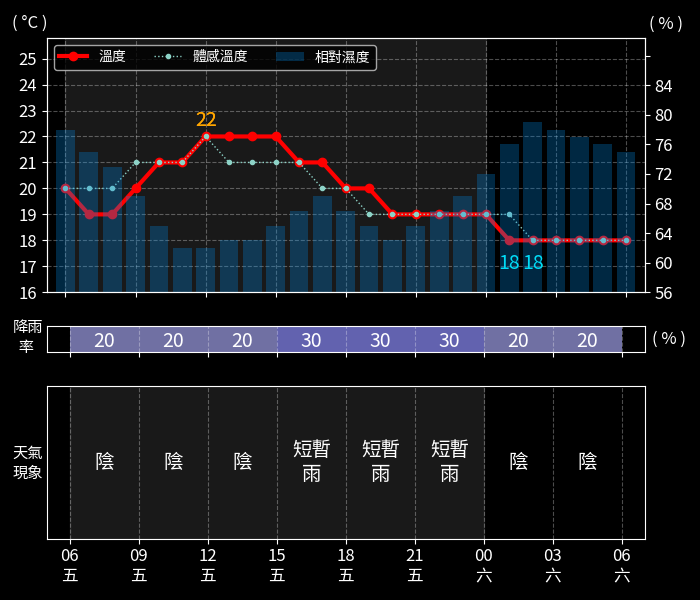 ( °C )
( % )
溫度
體感溫度
相對濕度
25
24
23
22
21
20
19
18
17
16
84
80
76
72
68
64
60
56
22
18 18
降雨
率
20 20 20 30 30 30 20 20
( % )
天氣
現象
陰 陰 陰 短暫雨 短暫雨 短暫雨 陰 陰
06 09 12 15 18 21 00 03 06
五 五 五 五 五 五 六 六 六